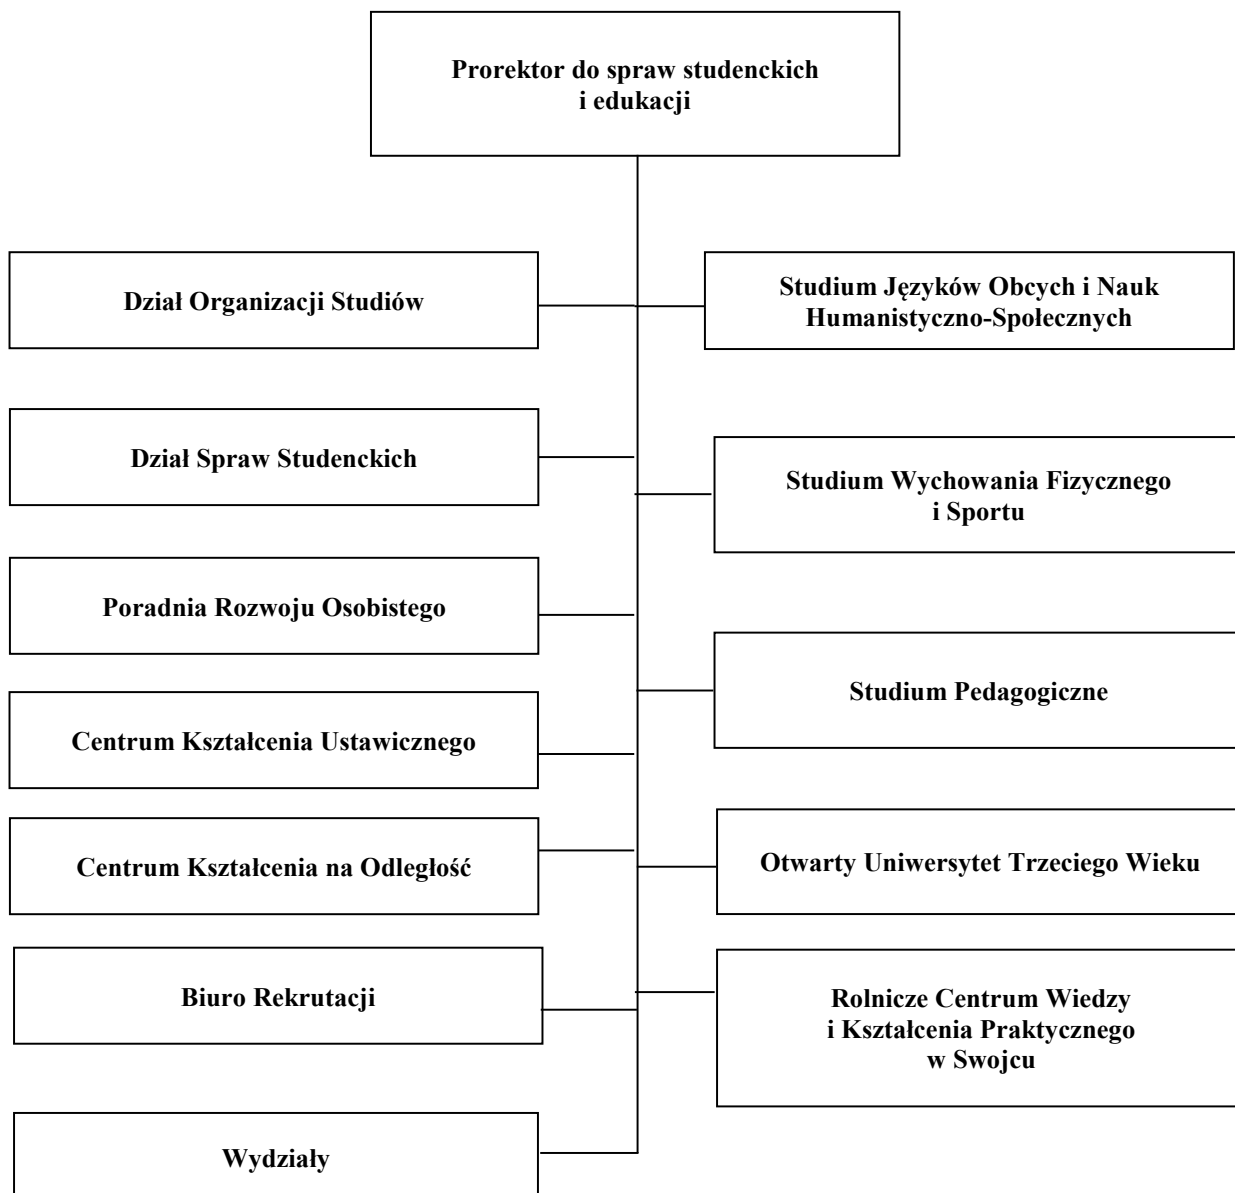 Prorektor do spraw studenckich
i edukacji
Dział Organizacji Studiów
Studium Języków Obcych i Nauk
Humanistyczno-Społecznych
Dział Spraw Studenckich
Studium Wychowania Fizycznego
i Sportu
Poradnia Rozwoju Osobistego
Studium Pedagogiczne
Centrum Kształcenia Ustawicznego
Centrum Kształcenia na Odległość
Otwarty Uniwersytet Trzeciego Wieku
Biuro Rekrutacji
Rolnicze Centrum Wiedzy
i Kształcenia Praktycznego
w Swojcu
Wydziały